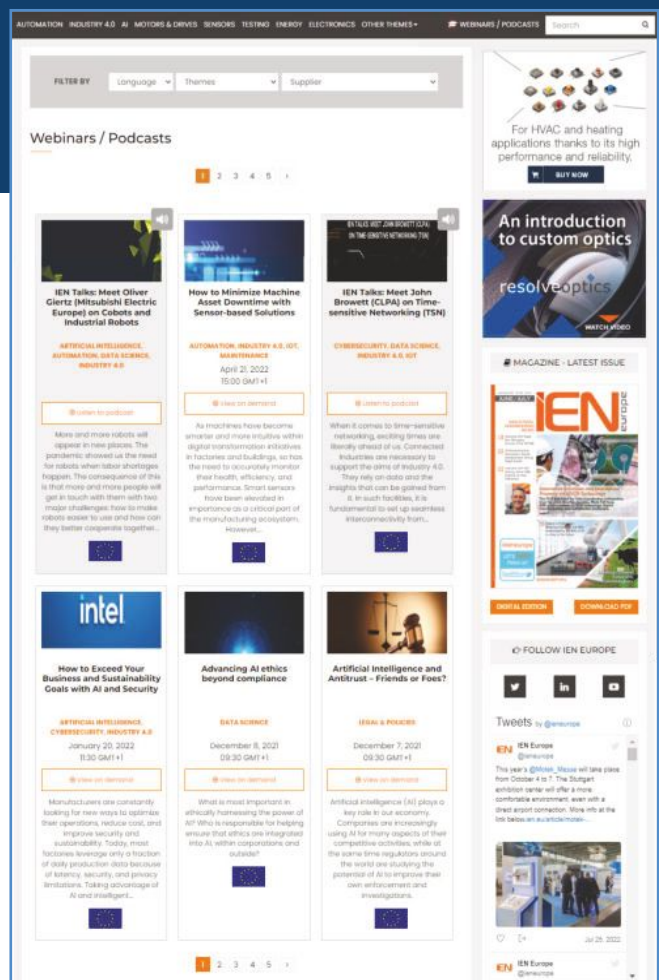 AUTOMATION INDUSTRY 4.0 AI MOTORS & DRIVES SENSORS TESTING ENERGY ELECTRONICS OTHER THEMES WEBINARS / PODCASTS Search
FILTER BY Language Themes Supplier
Webinars / Podcasts
1 2 3 4 5 ›
IEN Talks: Meet Oliver
Giertz (Mitsubishi Electric
Europe) on Cobots and
Industrial Robots
ARTIFICIAL INTELLIGENCE,
AUTOMATION, DATA SCIENCE,
INDUSTRY 4.0
Listen to podcast
More and more robots will
appear in new places. The
pandemic showed us the need
for robots when labor shortages
happen. The consequence of this
is that more and more people will
get in touch with them with two
major challenges: how to make
robots easier to use and how can
they better cooperate together...
How to Minimize Machine
Asset Downtime with
Sensor-based Solutions
AUTOMATION, INDUSTRY 4.0, IOT,
MAINTENANCE
April 21, 2022
15:00 GMT+1
View on demand
As machines have become
smarter and more intuitive within
digital transformation initiatives
in factories and buildings, so has
the need to accurately monitor
their health, efficiency, and
performance. Smart sensors
have been elevated in
importance as a critical part of
the manufacturing ecosystem.
However...
IEN TALKS: MEET JOHN BROWETT (CLPA)
ON TIME-SENSITIVE NETWORKING (TSN)
IEN Talks: Meet John
Browett (CLPA) on Time-
sensitive Networking (TSN)
CYBERSECURITY, DATA SCIENCE,
INDUSTRY 4.0, IOT
Listen to podcast
When it comes to time-sensitive
networking, exciting times are
literally ahead of us. Connected
Industries are necessary to
support the aims of Industry 4.0.
They rely on data and the
insights that can be gained from
it. In such facilities, it is
fundamental to set up seamless
interconnectivity from...
intel
How to Exceed Your
Business and Sustainability
Goals with AI and Security
ARTIFICIAL INTELLIGENCE,
CYBERSECURITY, INDUSTRY 4.0
January 20, 2022
11:30 GMT+1
View on demand
Manufacturers are constantly
looking for new ways to optimize
their operations, reduce cost, and
improve security and
sustainability. Today, most
factories leverage only a fraction
of daily production data because
of latency, security, and privacy
limitations. Taking advantage of
AI and intelligent...
Advancing AI ethics
beyond compliance
DATA SCIENCE
December 8, 2021
09:30 GMT+1
View on demand
What is most important in
ethically harnessing the power of
AI? Who is responsible for helping
ensure that ethics are integrated
into AI, within corporations and
outside?
Artificial Intelligence and
Antitrust – Friends or Foes?
LEGAL & POLICIES
December 7, 2021
09:30 GMT+1
View on demand
Artificial intelligence (AI) plays a
key role in our economy.
Companies are increasingly
using AI for many aspects of their
competitive activities, while at
the same time regulators around
the world are studying the
potential of AI to improve their
own enforcement and
investigations.
1 2 3 4 5 ›
For HVAC and heating
applications thanks to its high
performance and reliability.
BUY NOW
An introduction
to custom optics
resolveoptics
WATCH VIDEO
MAGAZINE - LATEST ISSUE
JUNE / JULY
IEN
europe
DIGITAL EDITION DOWNLOAD PDF
FOLLOW IEN EUROPE
Tweets by @ieneurope
IEN IEN Europe
@ieneurope
This year's @Motek_Messe will take place
from October 4 to 7. The Stuttgart
exhibition center will offer a more
comfortable environment, even with a
direct airport connection. More info at the
link below.
Jul 25, 2022
IEN IEN Europe
@ieneurope